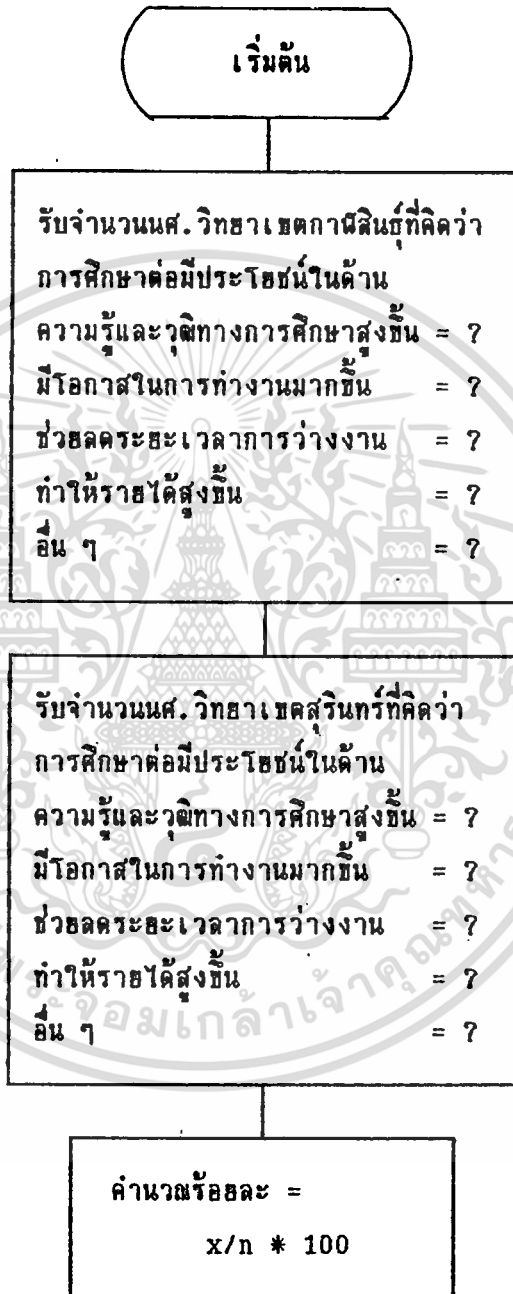 เริ่มต้น
รับจำนวนนศ.วิทยาเขตกาฬสินธุ์ที่คิดว่า
การศึกษาต่อมีประโยชน์ในด้าน
ความรู้และวุฒิทางการศึกษาสูงขึ้น = ?
มีโอกาสในการทำงานมากขึ้น = ?
ช่วยลดระยะเวลาการว่างงาน = ?
ทำให้รายได้สูงขึ้น = ?
อื่น ๆ = ?
รับจำนวนนศ.วิทยาเขตสุรินทร์ที่คิดว่า
การศึกษาต่อมีประโยชน์ในด้าน
ความรู้และวุฒิทางการศึกษาสูงขึ้น = ?
มีโอกาสในการทำงานมากขึ้น = ?
ช่วยลดระยะเวลาการว่างงาน = ?
ทำให้รายได้สูงขึ้น = ?
อื่น ๆ = ?
คำนวณร้อยละ =
x/n * 100